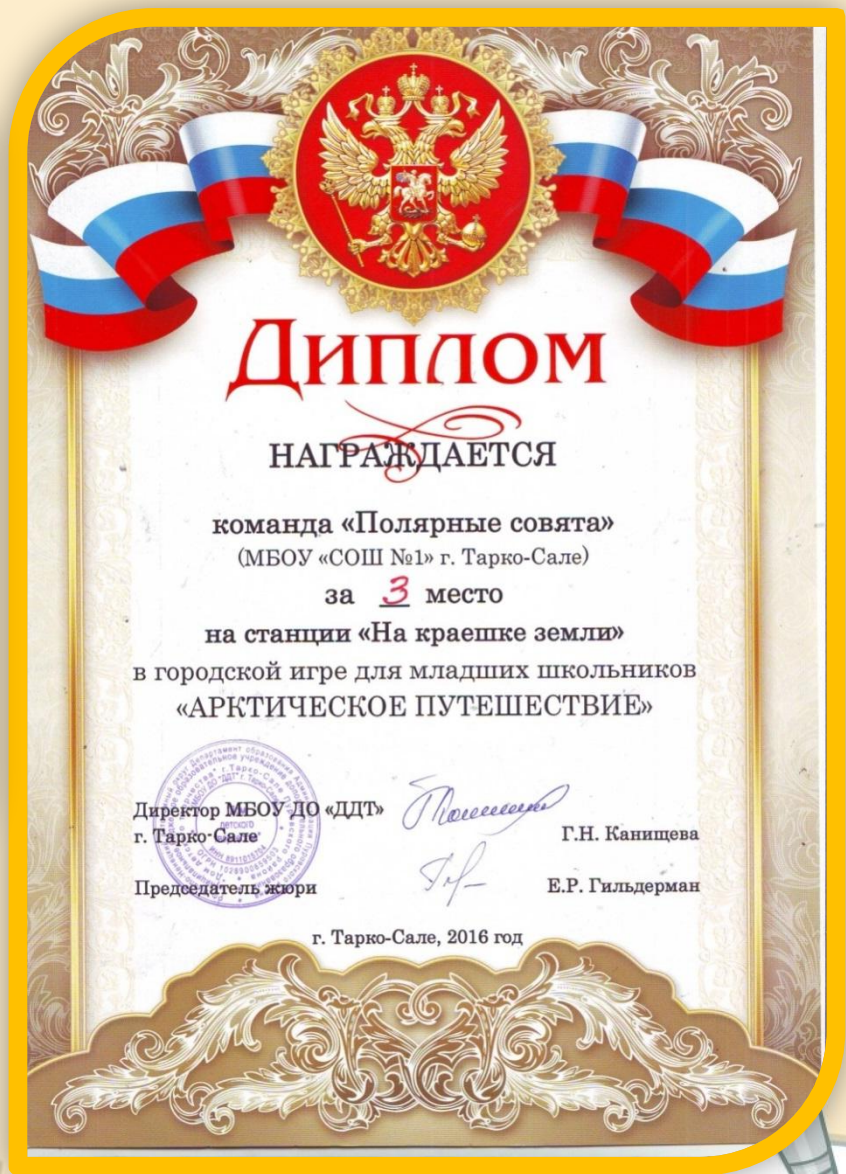 Диплом
НАГРАЖДАЕТСЯ
команда «Полярные совята»
(МБОУ «СОШ №1» г. Тарко-Сале)
за 3 место
на станции «На краешке земли»
в городской игре для младших школьников
«АРКТИЧЕСКОЕ ПУТЕШЕСТВИЕ»
Директор МБОУ ДО «ДДТ»
г. Тарко-Сале
Г.Н. Канищева
Председатель жюри
Е.Р. Гильдерман
г. Тарко-Сале, 2016 год